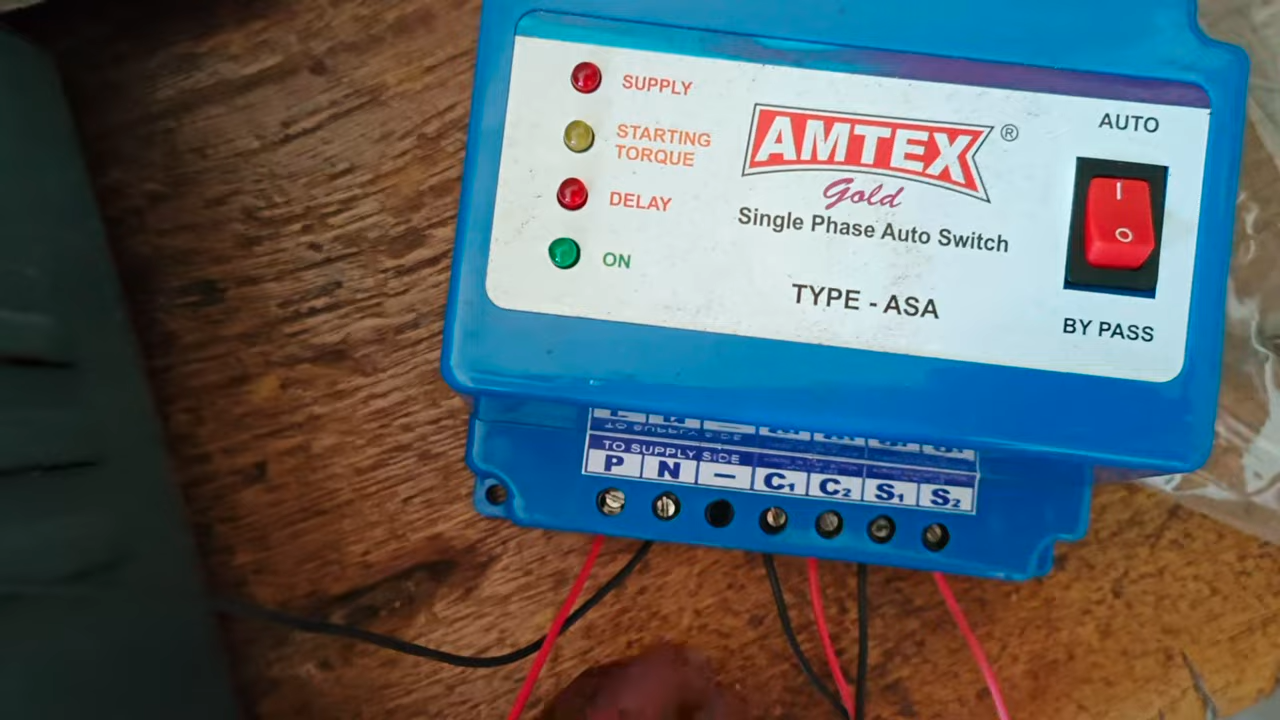 SUPPLY
STARTING
TORQUE
DELAY
ON
AMTEX®
Gold
Single Phase Auto Switch
TYPE - ASA
AUTO
I
O
BY PASS
TO SUPPLY SIDE
P N — C₁ C₂ S₁ S₂